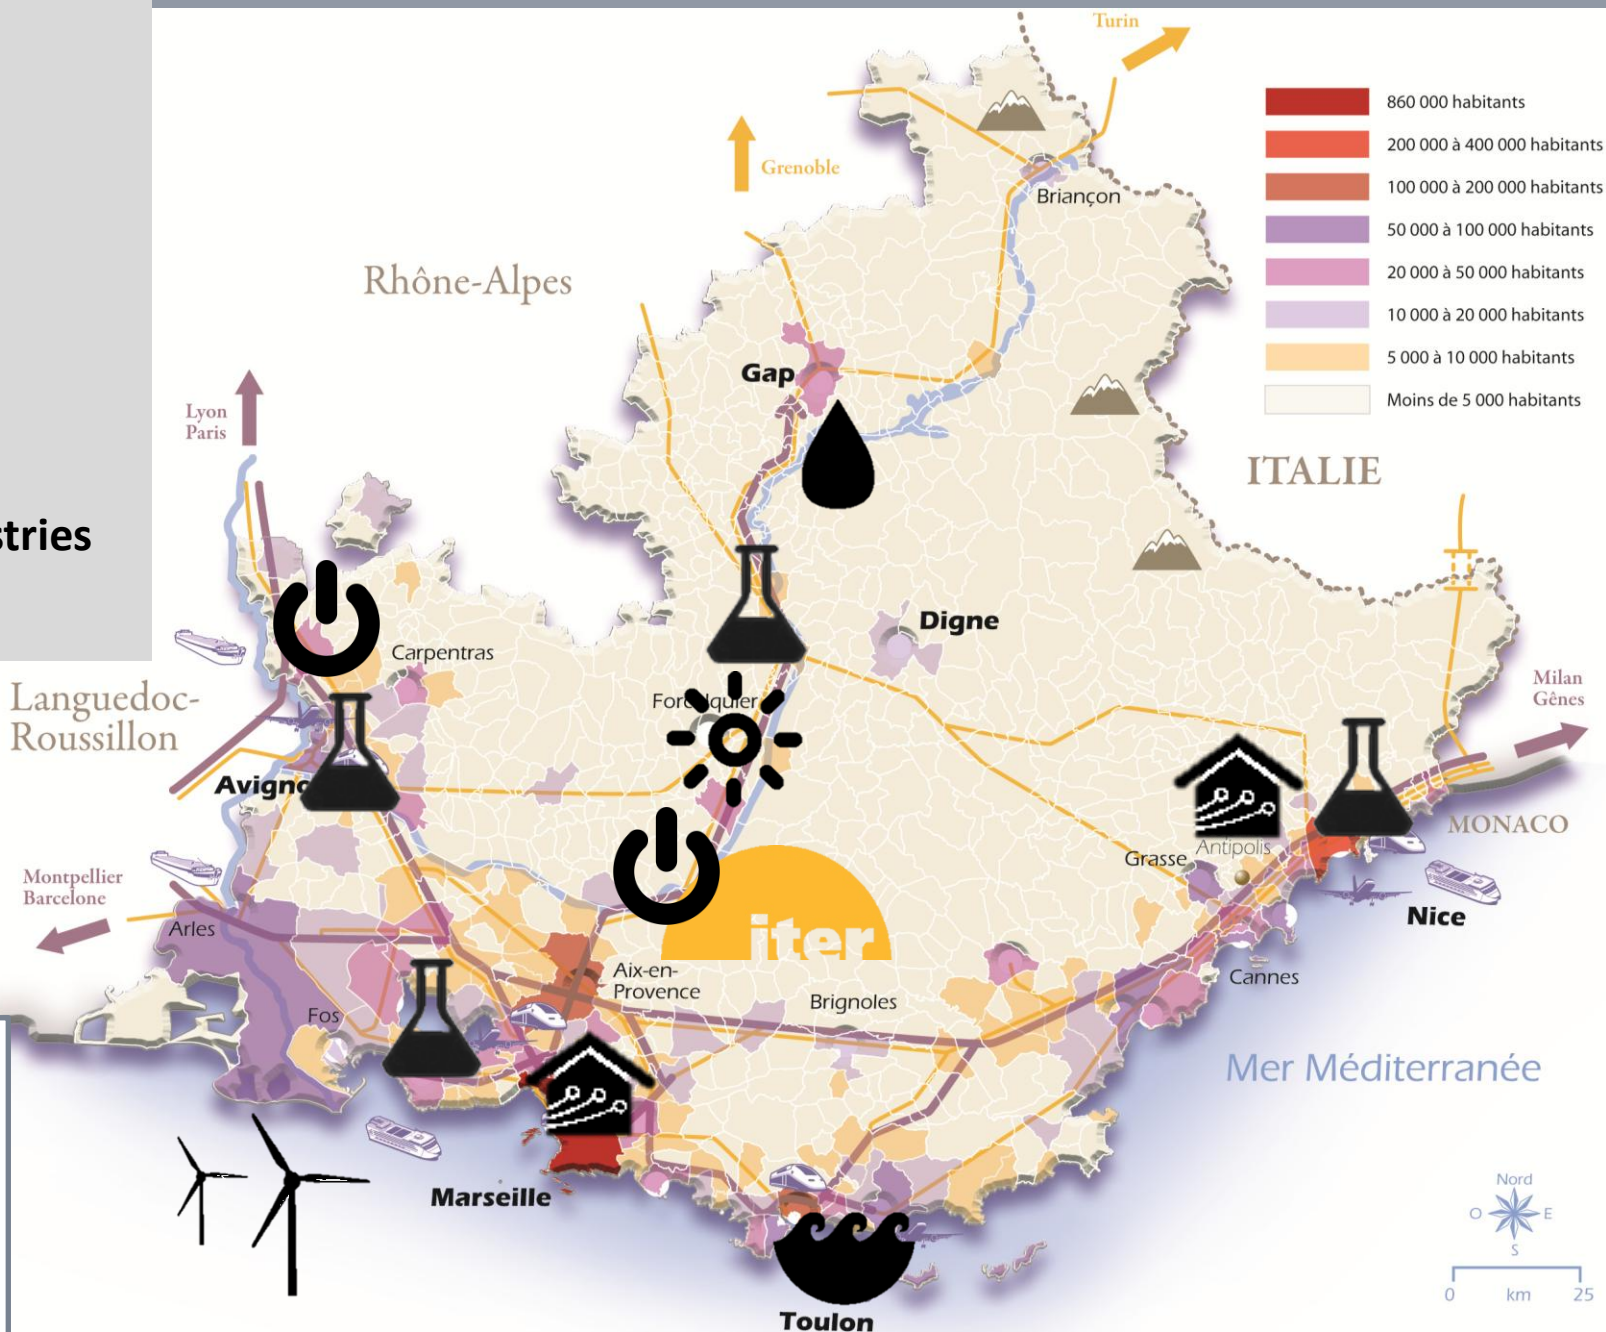 Turin
860 000 habitants
200 000 à 400 000 habitants
100 000 à 200 000 habitants
50 000 à 100 000 habitants
20 000 à 50 000 habitants
10 000 à 20 000 habitants
5 000 à 10 000 habitants
Moins de 5 000 habitants
Grenoble
Briançon
Rhône-Alpes
Gap
Lyon
Paris
ITALIE
stries
Digne
Carpentras
Languedoc-
Roussillon
Milan
Gênes
Avigno
MONACO
Antipolis
Grasse
Montpellier
Barcelone
Nice
Arles
iter
Aix-en-
Provence
Cannes
Brignoles
Fos
Mer Méditerranée
Marseille
Nord
O
E
S
0
km
25
Toulon